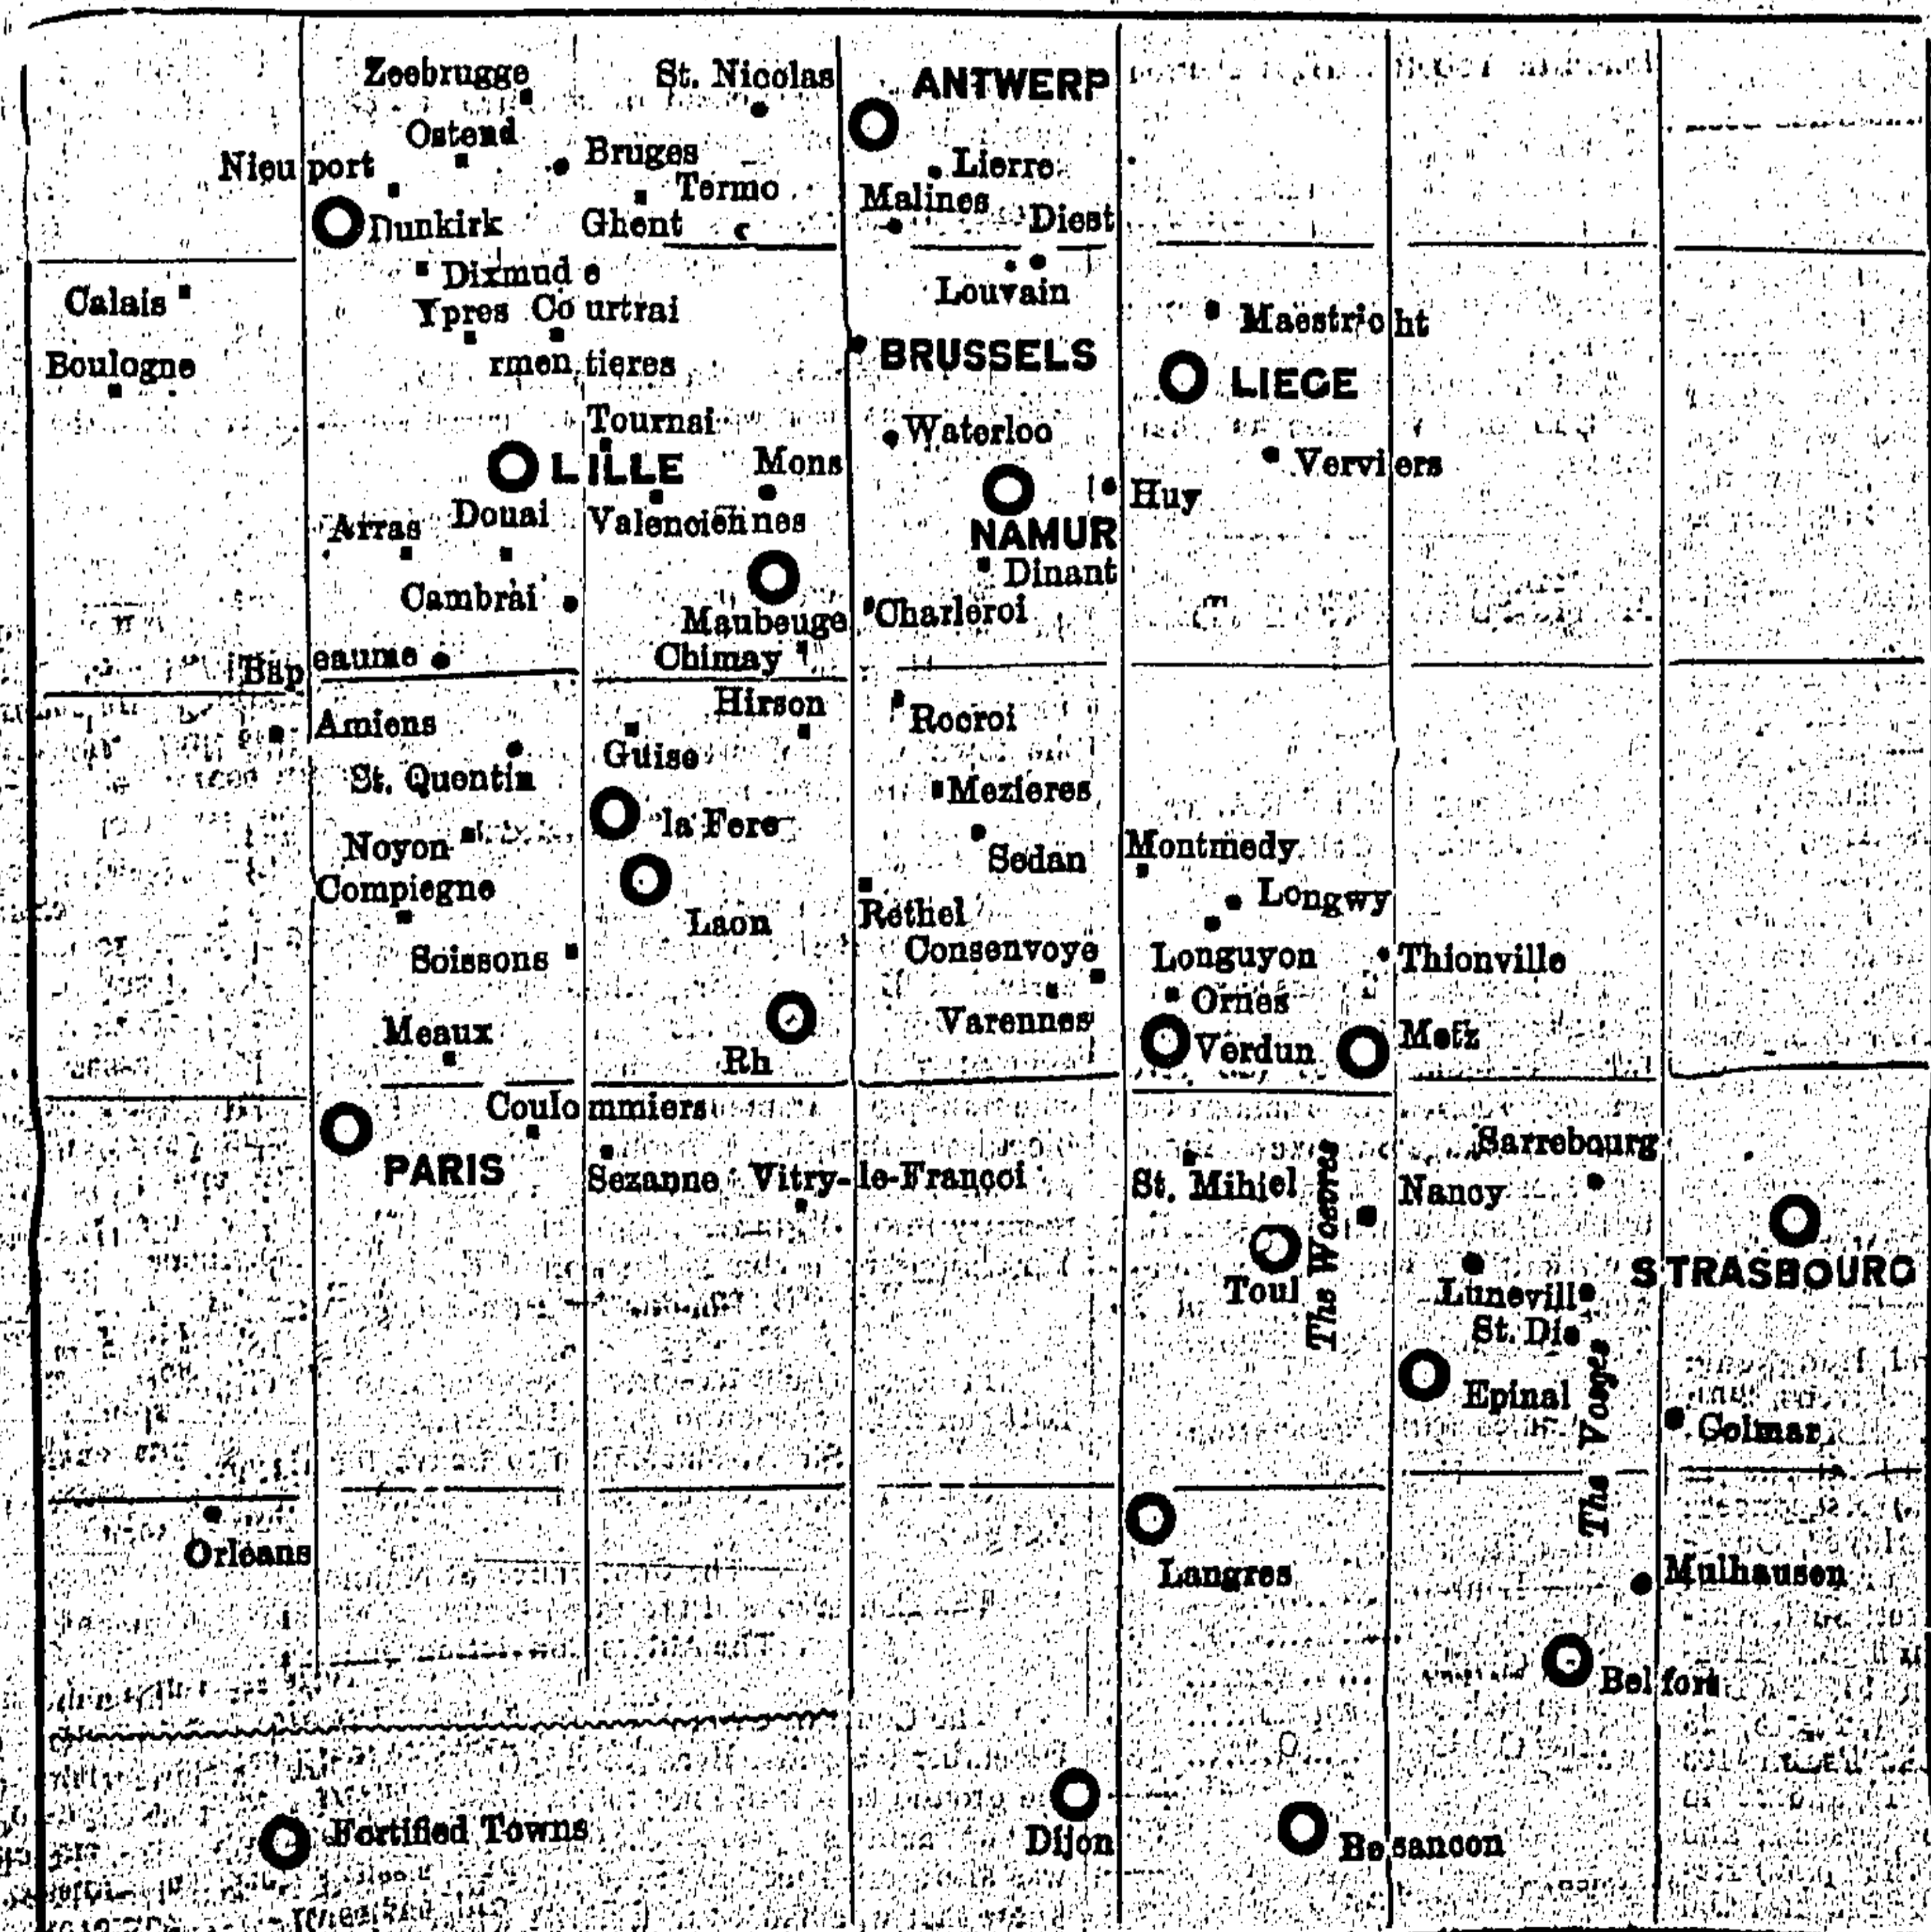 Zeebrugge
St. Nicolas
ANTWERP
Ostend
Nieuport
Bruges
Lierre
Termo
Malines
Dunkirk
Ghent
Diest
Dixmude
Calais
Louvain
Ypres Courtrai
Maestricht
Boulogne
rmentieres
BRUSSELS
LIEGE
Tournai
Waterloo
LILLE
Mons
Verviers
Huy
Arras
Douai
Valenciennes
NAMUR
Dinant
Cambrai
Maubeuge
Charleroi
Chimay
Bapeaume
Hirson
Rocroi
Amiens
Guise
St. Quentin
Mezieres
la Fere
Noyon
Sedan
Montmedy
Compiegne
Longwy
Laon
Rethel
Consenvoye
Soissons
Longuyon
Thionville
Ornes
Varennes
Meaux
Verdun
Metz
Rh
Coulommiers
Sarrebourg
PARIS
Sezanne
Vitry-le-Francoi
St. Mihiel
Nancy
The Woevres
Toul
STRASBOURG
Luneville
St. Die
Epinal
The Vosges
Colmar
Orleans
Langres
Mulhausen
Belfort
Fortified Towns
Dijon
Besancon